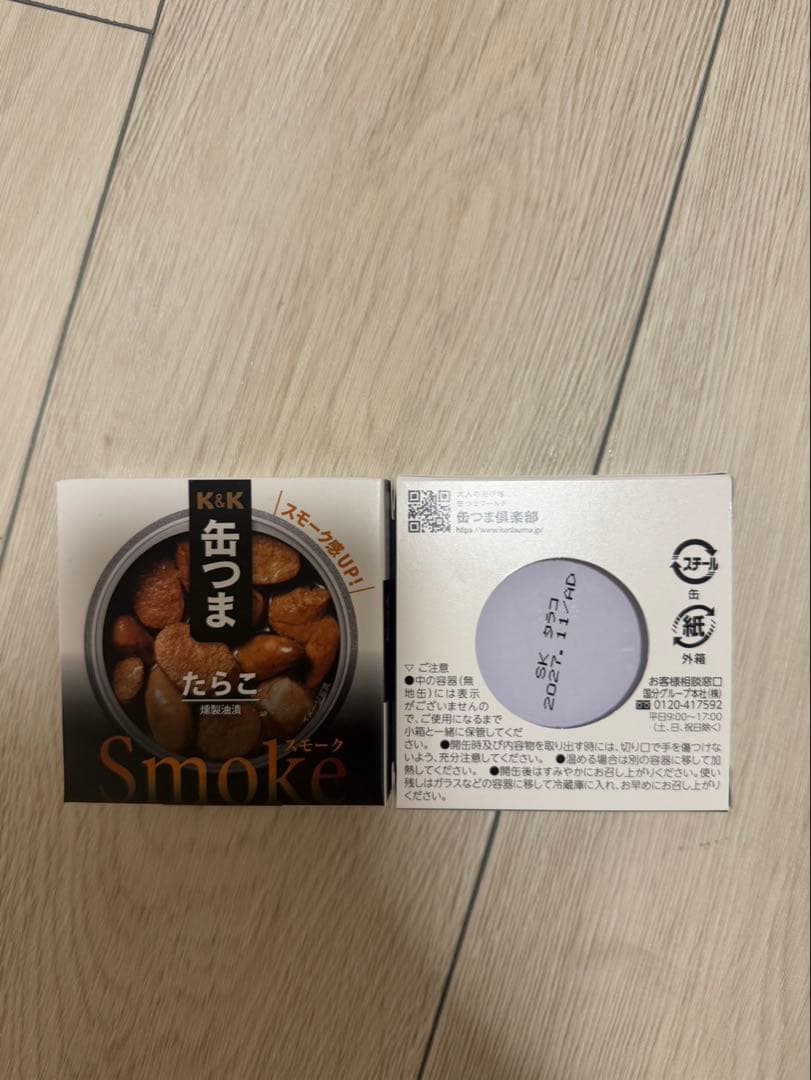 K&K
缶つま
スモーク感UP!
たらこ
燻製油漬
スモーク
Smoke
缶つま倶楽部
スチール
缶
紙
外箱
SK タラコ
2027.11/AD
▽ ご注意
●中の容器(無
地缶)には表示
がございませんの
で、ご使用になるまで
小箱と一緒に保管してくだ
さい。 ●開缶時及び内容物を取り出す時には、切り口で手を傷つけな
いよう、充分注意してください。 ●温める場合は別の容器に移して加
熱してください。 ●開缶後はすみやかにお召し上がりください。使い
残しはガラスなどの容器に移して冷蔵庫に入れ、お早めにお召し上がり
ください。
お客様相談窓口
国分グループ本社(株)
0120-417592
平日9:00〜17:00
(土、日、祝日除く)